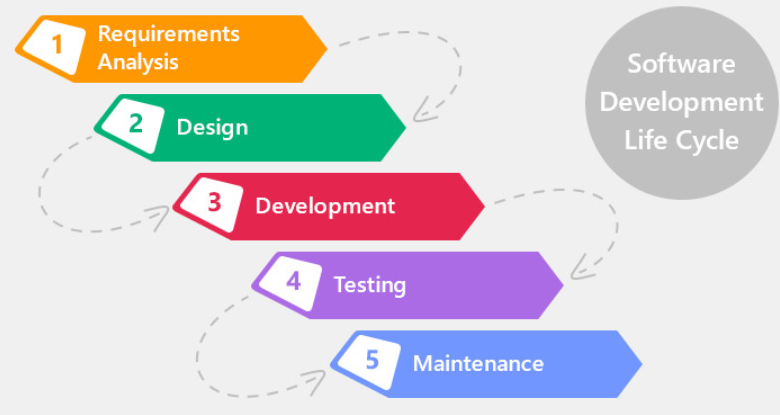 1
Requirements
Analysis
Software
Development
Life Cycle
2
Design
3
Development
4
Testing
5
Maintenance